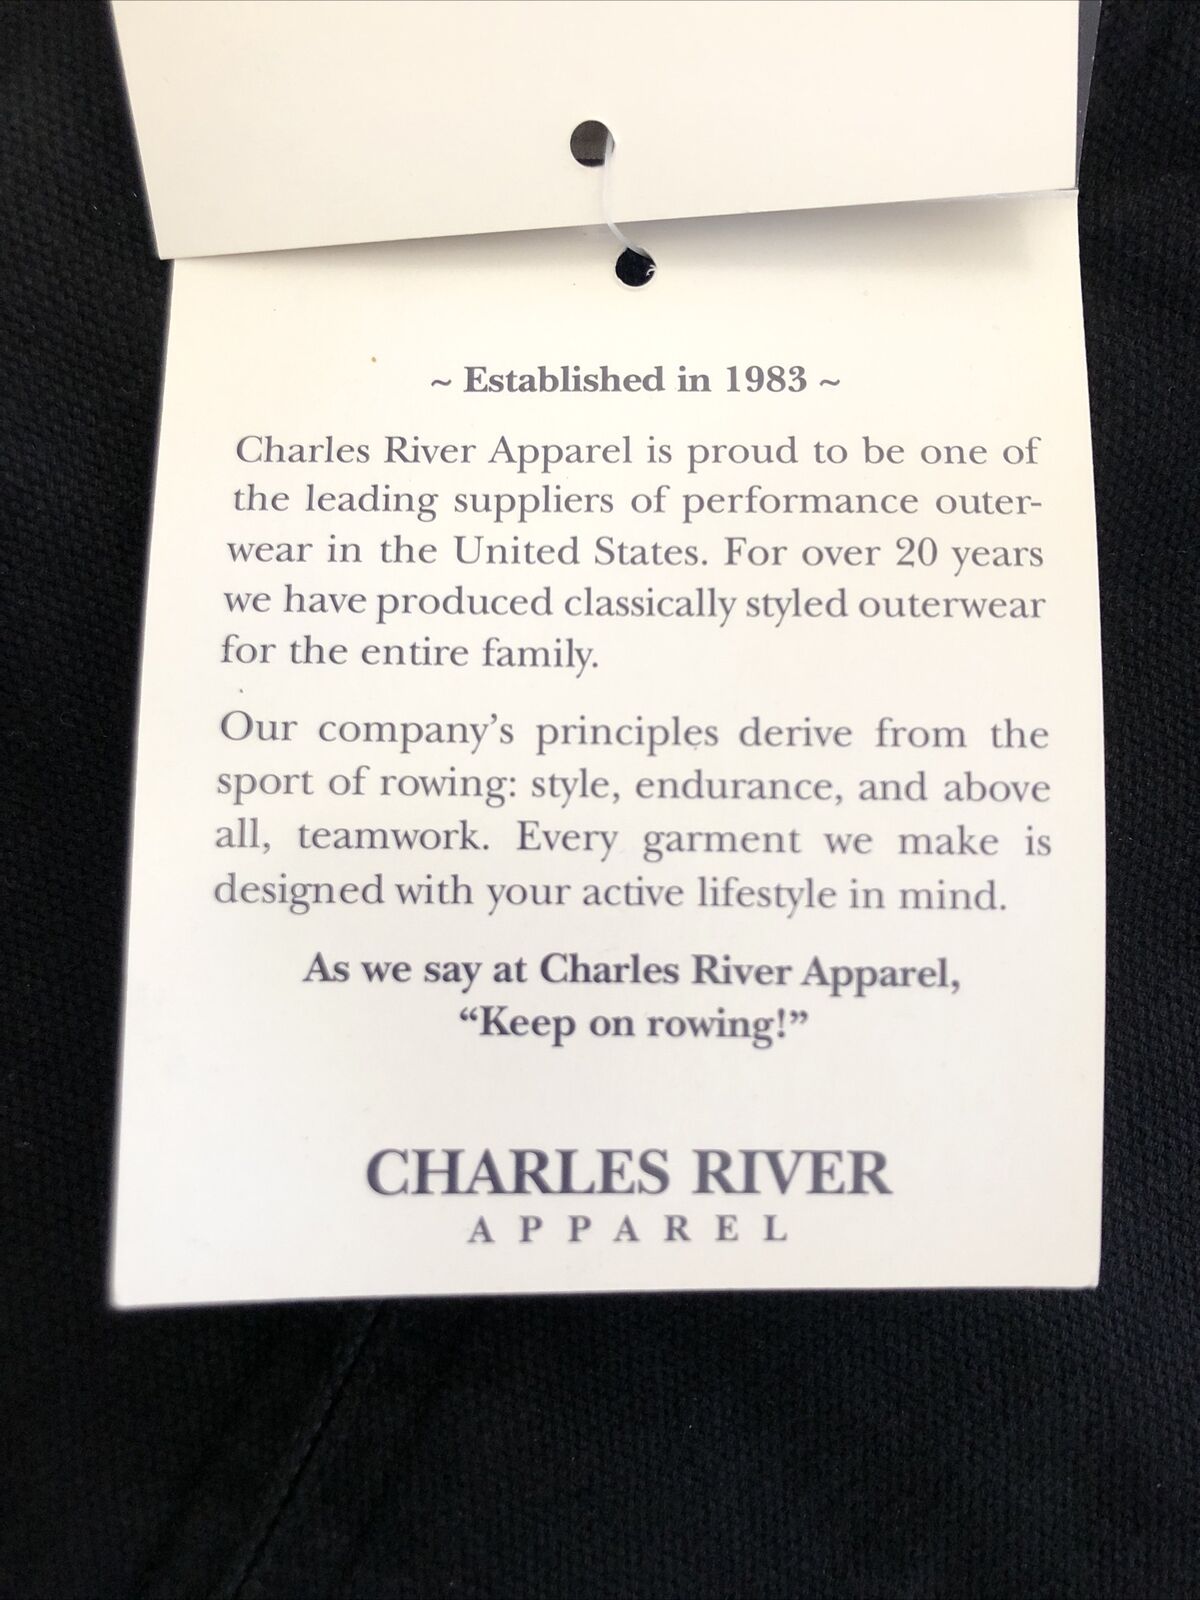 ~ Established in 1983 ~
Charles River Apparel is proud to be one of
the leading suppliers of performance outer-
wear in the United States. For over 20 years
we have produced classically styled outerwear
for the entire family.
Our company's principles derive from the
sport of rowing: style, endurance, and above
all, teamwork. Every garment we make is
designed with your active lifestyle in mind.
As we say at Charles River Apparel,
“Keep on rowing!”
CHARLES RIVER
APPAREL